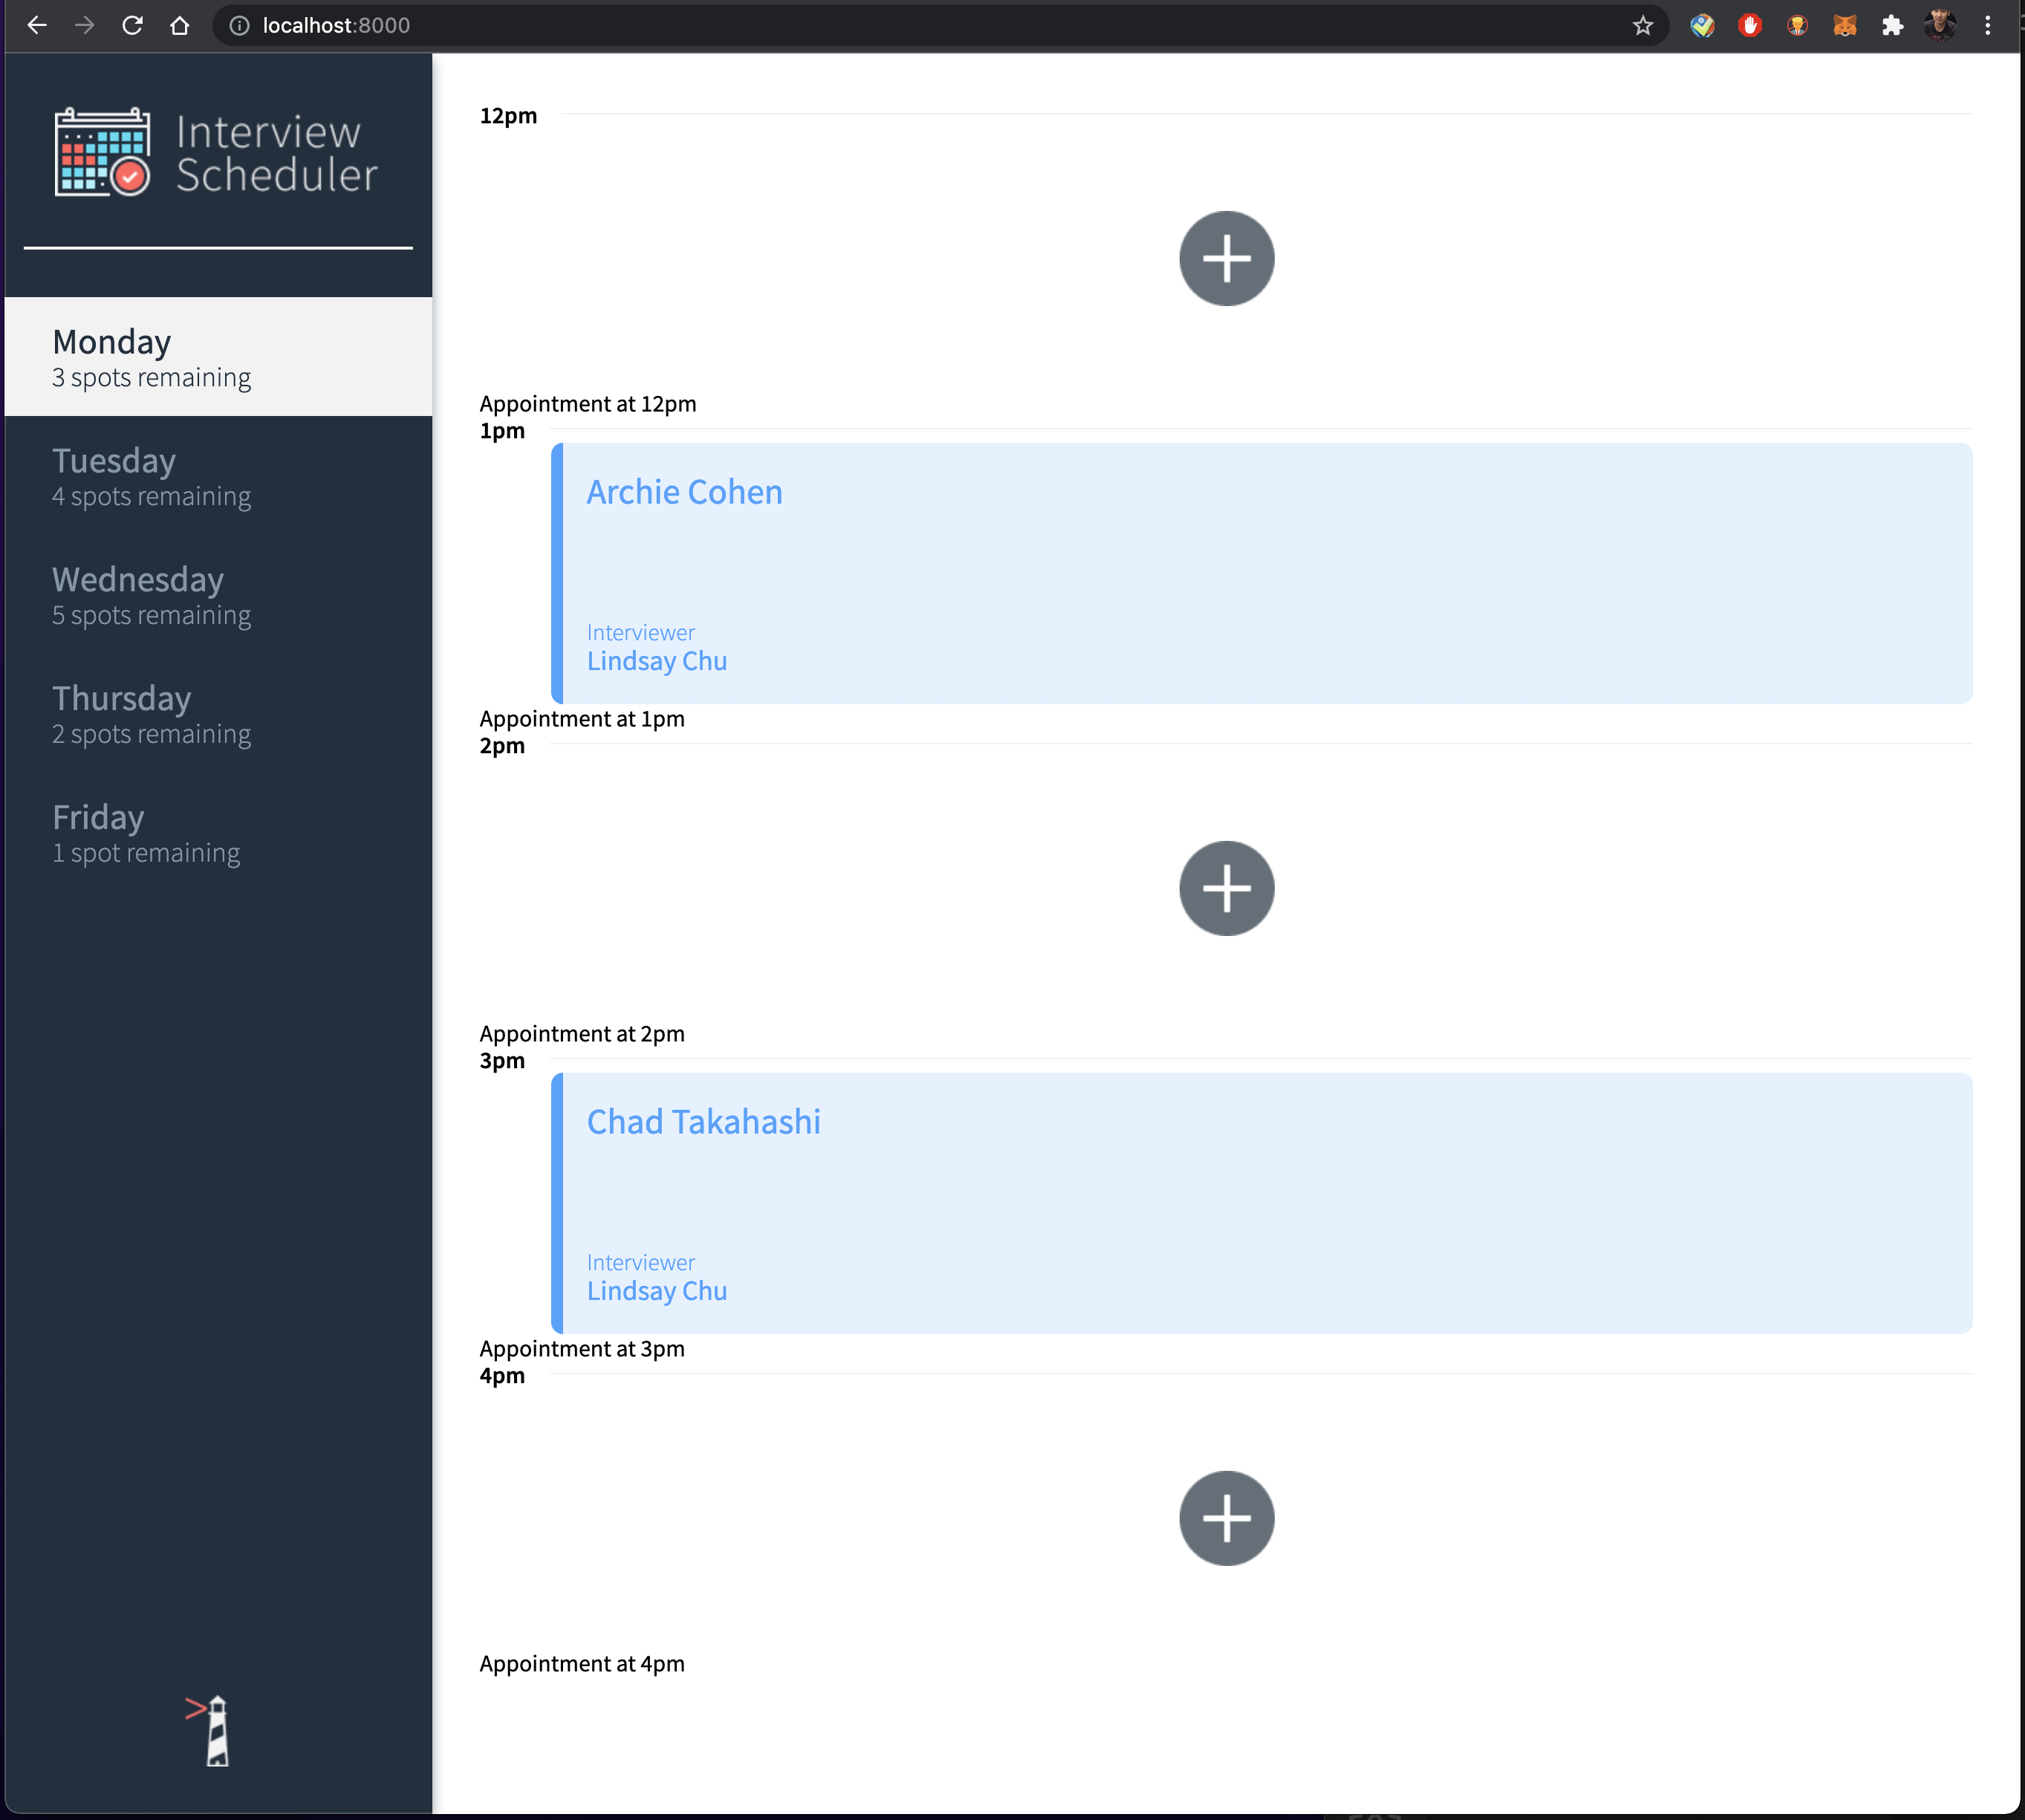 localhost:8000
Interview
Scheduler
Monday
3 spots remaining
Tuesday
4 spots remaining
Wednesday
5 spots remaining
Thursday
2 spots remaining
Friday
1 spot remaining
12pm
Appointment at 12pm
1pm
Archie Cohen
Interviewer
Lindsay Chu
Appointment at 1pm
2pm
Appointment at 2pm
3pm
Chad Takahashi
Interviewer
Lindsay Chu
Appointment at 3pm
4pm
Appointment at 4pm